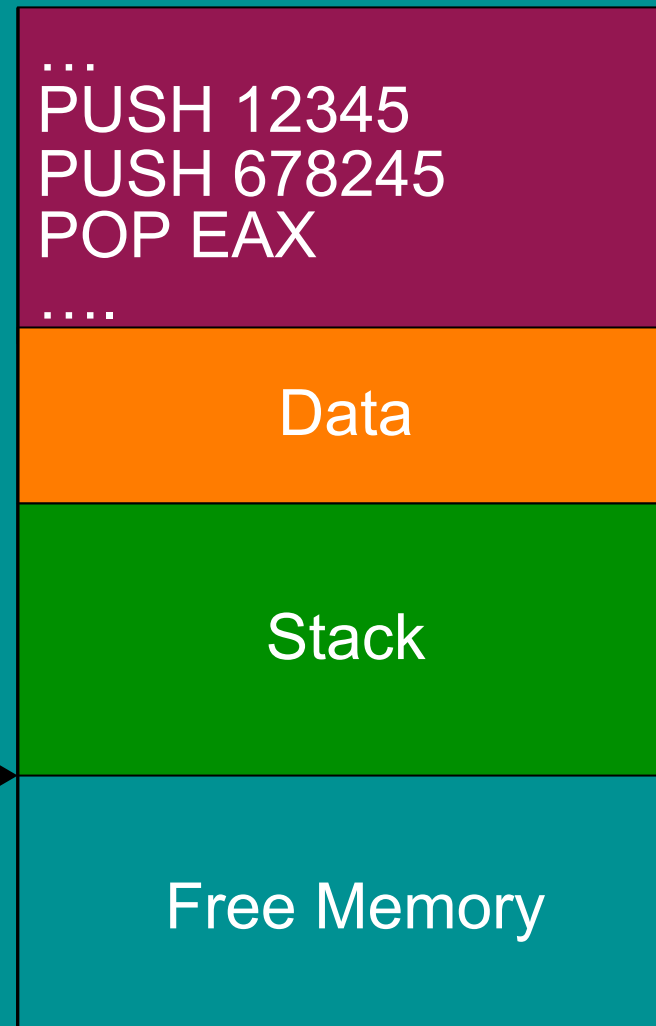 …
PUSH 12345
PUSH 678245
POP EAX
….
Data
Stack
Free Memory